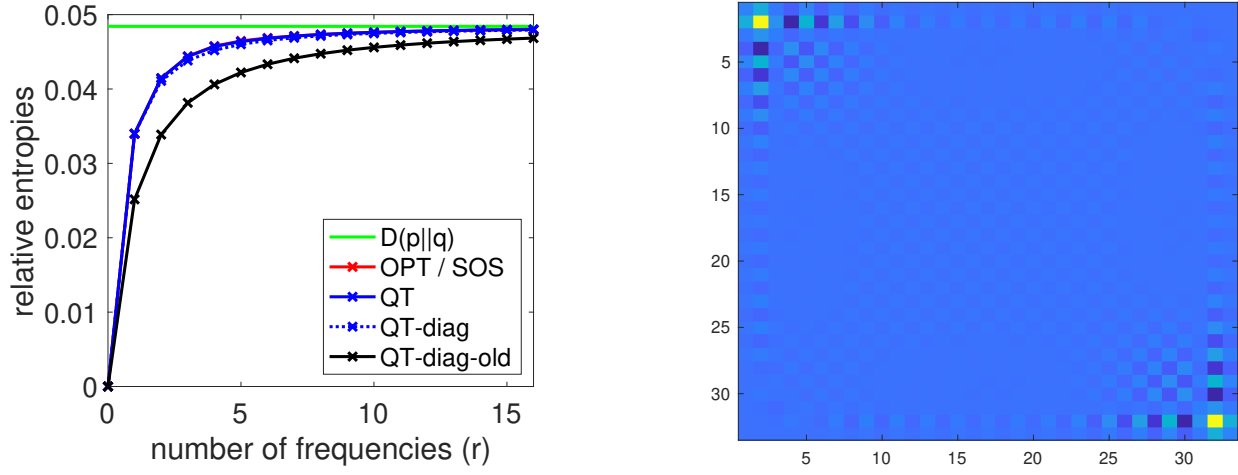 0.05
0.04
0.03
0.02
0.01
0
relative entropies
0 5 10 15
number of frequencies (r)
D(p||q)
OPT / SOS
QT
QT-diag
QT-diag-old
5
10
15
20
25
30
5 10 15 20 25 30